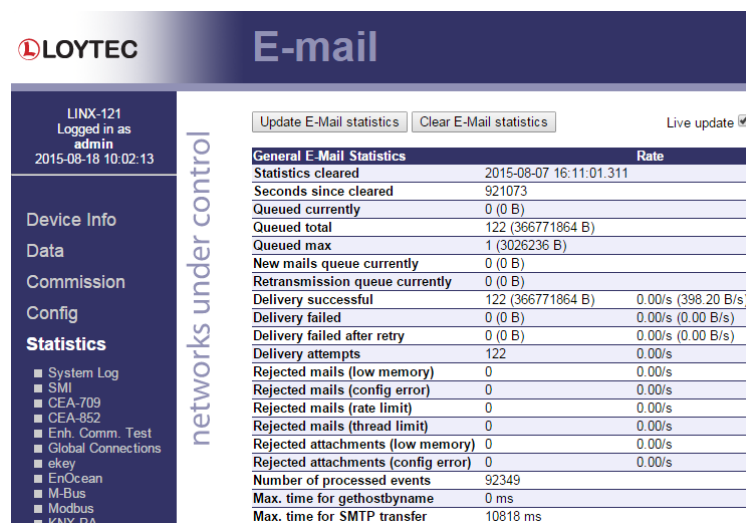 LOYTEC
E-mail
LINX-121
Logged in as
admin
2015-08-18 10:02:13
networks under control
Device Info
Data
Commission
Config
Statistics
System Log
SMI
CEA-709
CEA-852
Enh. Comm. Test
Global Connections
ekey
EnOcean
M-Bus
Modbus
KNX RA
Update E-Mail statistics Clear E-Mail statistics Live update
General E-Mail Statistics Rate
Statistics cleared 2015-08-07 16:11:01.311
Seconds since cleared 921073
Queued currently 0 (0 B)
Queued total 122 (366771864 B)
Queued max 1 (3026236 B)
New mails queue currently 0 (0 B)
Retransmission queue currently 0 (0 B)
Delivery successful 122 (366771864 B) 0.00/s (398.20 B/s)
Delivery failed 0 (0 B) 0.00/s (0.00 B/s)
Delivery failed after retry 0 (0 B) 0.00/s (0.00 B/s)
Delivery attempts 122 0.00/s
Rejected mails (low memory) 0 0.00/s
Rejected mails (config error) 0 0.00/s
Rejected mails (rate limit) 0 0.00/s
Rejected mails (thread limit) 0 0.00/s
Rejected attachments (low memory) 0 0.00/s
Rejected attachments (config error) 0 0.00/s
Number of processed events 92349
Max. time for gethostbyname 0 ms
Max. time for SMTP transfer 10818 ms